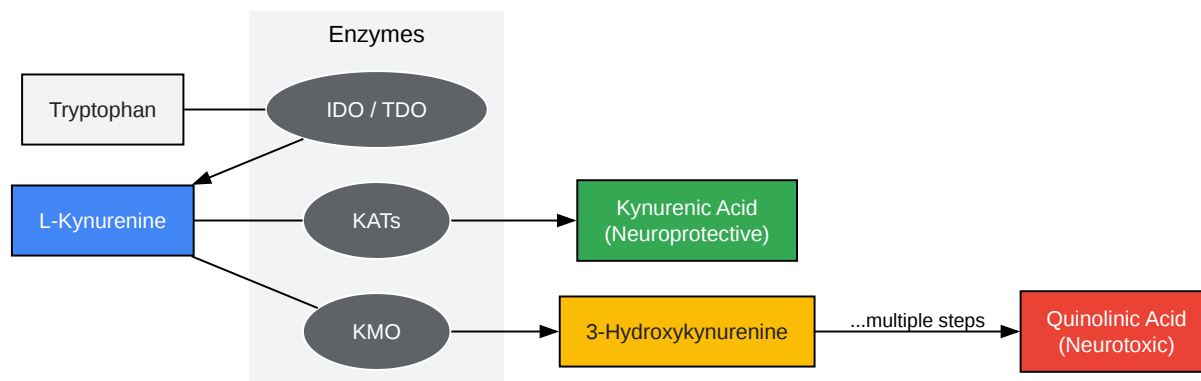 Enzymes
Tryptophan
IDO / TDO
L-Kynurenine
KATs
Kynurenic Acid
(Neuroprotective)
KMO
3-Hydroxykynurenine
...multiple steps
Quinolinic Acid
(Neurotoxic)